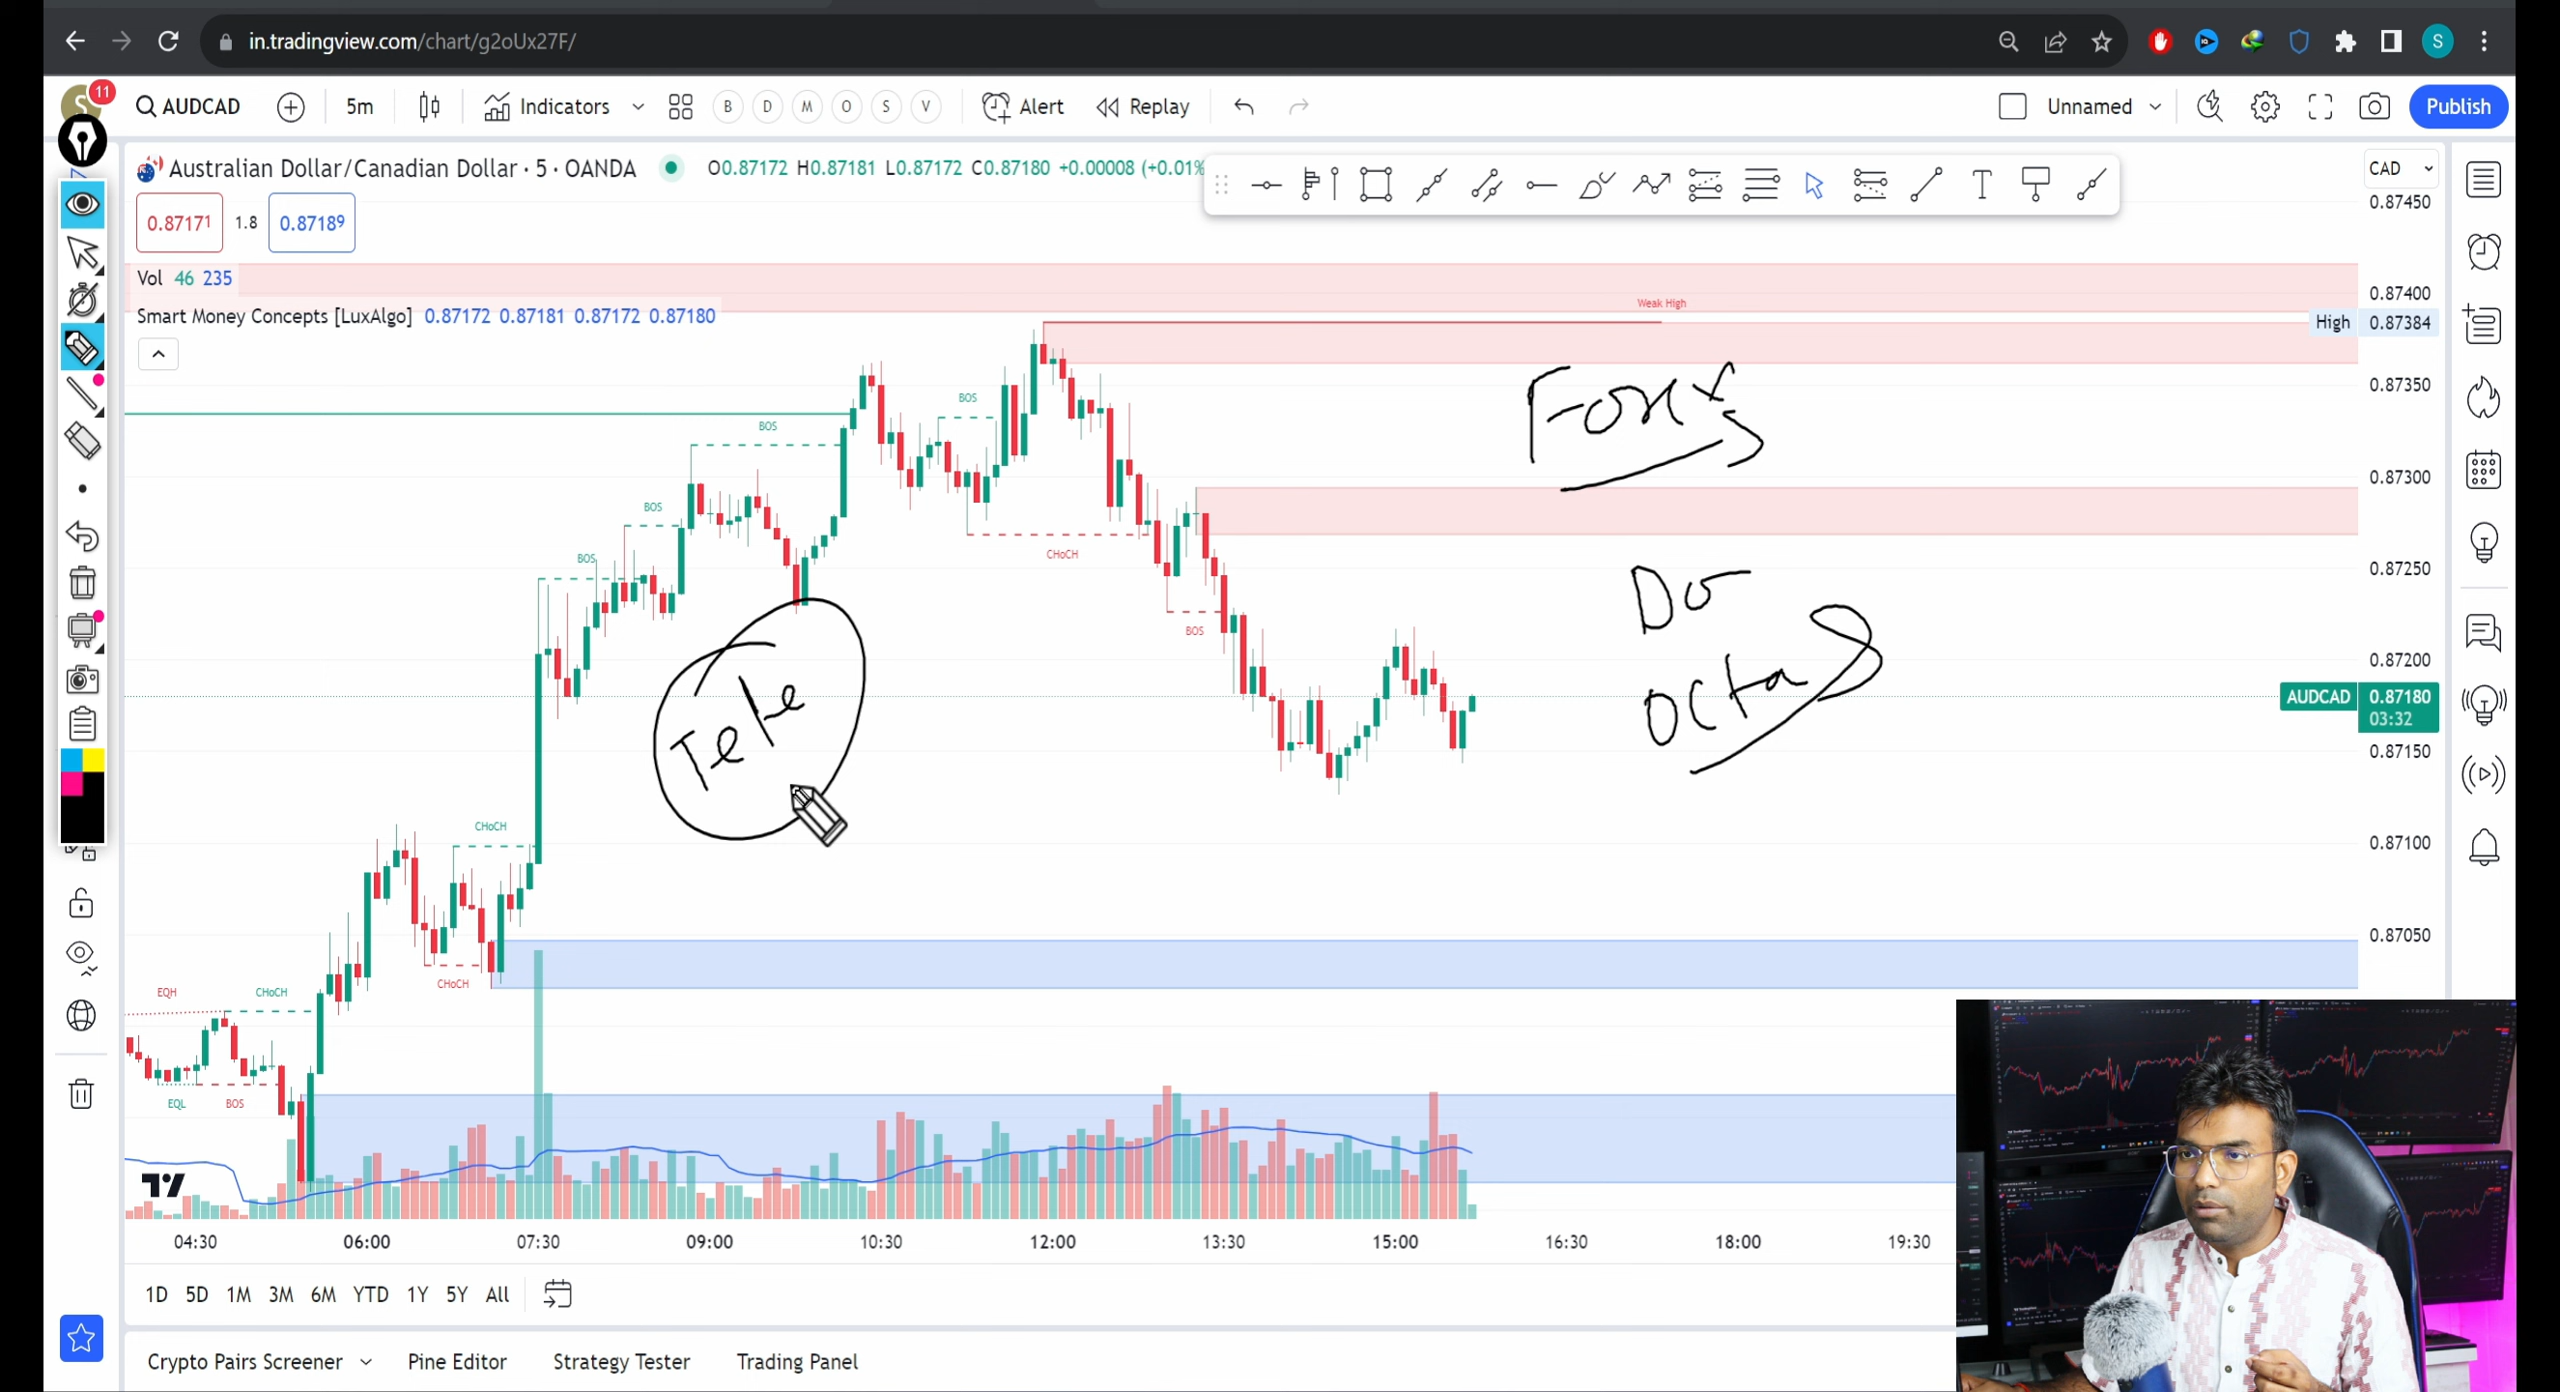 in.tradingview.com/chart/g2oUx27F/
S
S 11
AUDCAD 5m Indicators B D M O S V Alert Replay Unnamed Publish
Australian Dollar/Canadian Dollar · 5 · OANDA O0.87172 H0.87181 L0.87172 C0.87180 +0.00008 (+0.01%
CAD
0.87171 1.8 0.87189
Vol 46 235
Smart Money Concepts [LuxAlgo] 0.87172 0.87181 0.87172 0.87180
0.87450
0.87400
Weak High
High 0.87384
0.87350
0.87300
0.87250
0.87200
AUDCAD 0.87180
03:32
0.87150
0.87100
0.87050
BOS
BOS
BOS
BOS
CHoCH
BOS
CHoCH
CHoCH
EQH
CHoCH
EQL
BOS
Tele
Octa
04:30 06:00 07:30 09:00 10:30 12:00 13:30 15:00 16:30 18:00 19:30
1D 5D 1M 3M 6M YTD 1Y 5Y All
Crypto Pairs Screener Pine Editor Strategy Tester Trading Panel